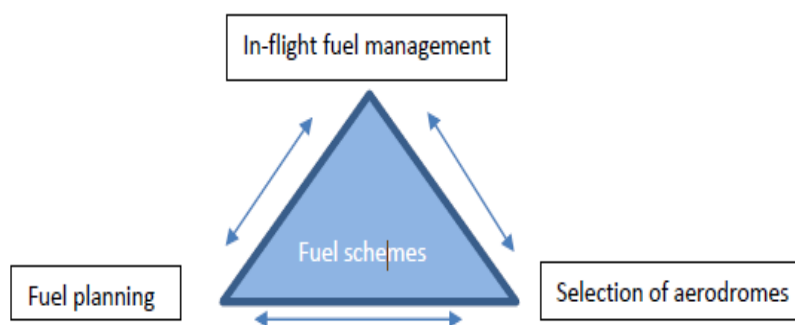 In-flight fuel management
Fuel schemes
Fuel planning
Selection of aerodromes